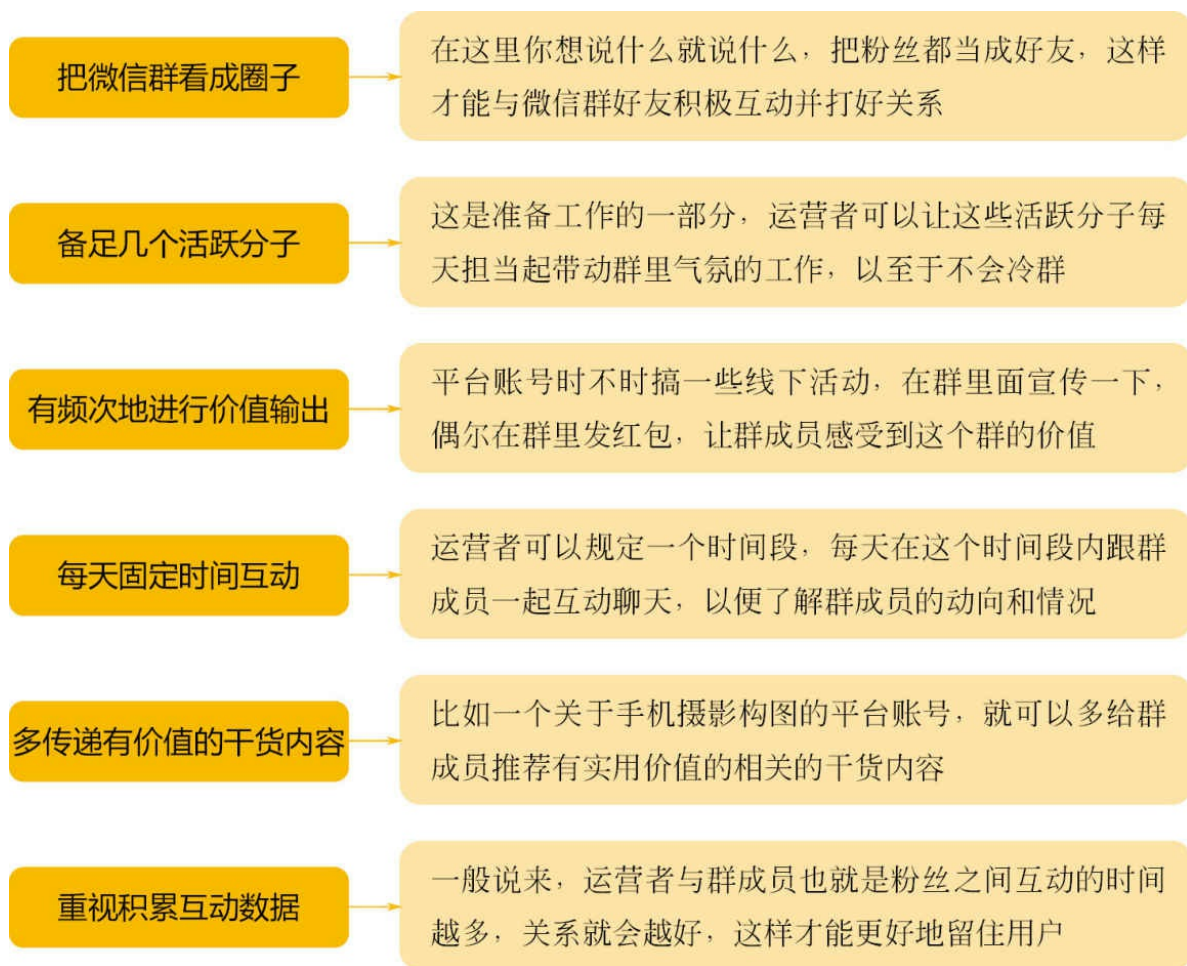 把微信群看成圈子
在这里你想说什么就说什么，把粉丝都当成好友，这样
才能与微信群好友积极互动并打好关系
备足几个活跃分子
这是准备工作的一部分，运营者可以让这些活跃分子每
天担当起带动群里气氛的工作，以至于不会冷群
有频次地进行价值输出
平台账号时不时搞一些线下活动，在群里面宣传一下，
偶尔在群里发红包，让群成员感受到这个群的价值
每天固定时间互动
运营者可以规定一个时间段，每天在这个时间段内跟群
成员一起互动聊天，以便了解群成员的动向和情况
多传递有价值的干货内容
比如一个关于手机摄影构图的平台账号，就可以多给群
成员推荐有实用价值的相关的干货内容
重视积累互动数据
一般说来，运营者与群成员也就是粉丝之间互动的时间
越多，关系就会越好，这样才能更好地留住用户